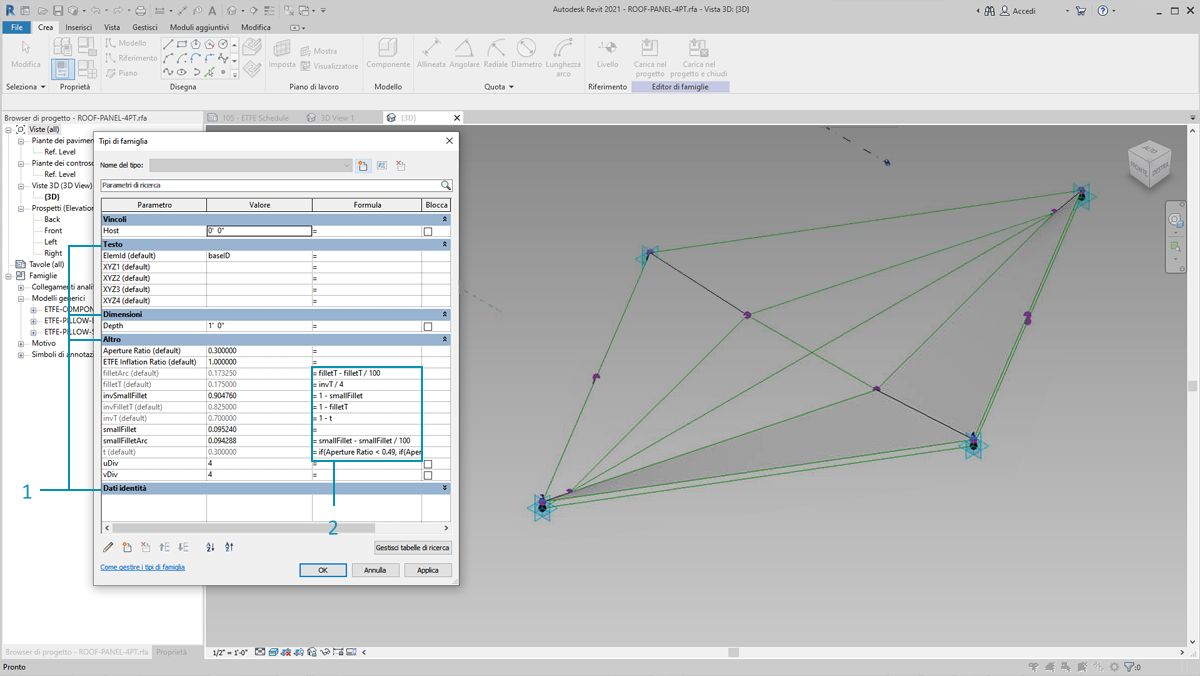 Autodesk Revit 2021 - ROOF-PANEL-4PT.rfa - Vista 3D: {3D}
Accedi
File Crea Inserisci Vista Gestisci Moduli aggiuntivi Modifica
Modifica
Modello
Riferimento
Piano
Imposta
Mostra
Visualizzatore
Componente
Allineata Angolare Radiale Diametro Lunghezza arco
Livello
Carica nel progetto
Carica nel progetto e chiudi
Seleziona Proprietà Disegna Piano di lavoro Modello Quota Riferimento Editor di famiglie
Browser di progetto - ROOF-PANEL-4PT.rfa
105 - ETFE Schedule
3D View 1
{3D}
Viste (all)
Piante dei pavimen
Ref. Level
Piante dei controso
Ref. Level
Viste 3D (3D View)
{3D}
Prospetti (Elevation
Back
Front
Left
Right
Tavole (all)
Famiglie
Collegamenti analit
Modelli generici
ETFE-COMPON
ETFE-PILLOW-
ETFE-PILLOW-S
Motivo
Simboli di annotaz
Tipi di famiglia
Nome del tipo:
Parametri di ricerca
Parametro Valore Formula Blocca
Vincoli
Host 0' 0" =
Testo
ElemId (default) baseID =
XYZ1 (default) =
XYZ2 (default) =
XYZ3 (default) =
XYZ4 (default) =
Dimensioni
Depth 1' 0" =
Altro
Aperture Ratio (default) 0.300000 =
ETFE Inflation Ratio (default) 1.000000 =
filletArc (default) 0.173250 = filletT - filletT / 100
filletT (default) 0.175000 = invT / 4
invSmallFillet 0.904760 = 1 - smallFillet
invFilletT (default) 0.825000 = 1 - filletT
invT (default) 0.700000 = 1 - t
smallFillet 0.095240 =
smallFilletArc 0.094288 = smallFillet - smallFillet / 100
t (default) 0.300000 = if(Aperture Ratio < 0.49, if(Aper
uDiv 4 =
vDiv 4 =
Dati identità
1
2
Gestisci tabelle di ricerca
Come gestire i tipi di famiglia
OK Annulla Applica
ALTO
FRONTE
DESTRA
Browser di progetto - ROOF-PANEL-4PT.rfa Proprietà
1/2" = 1'-0"
Pronto
:0